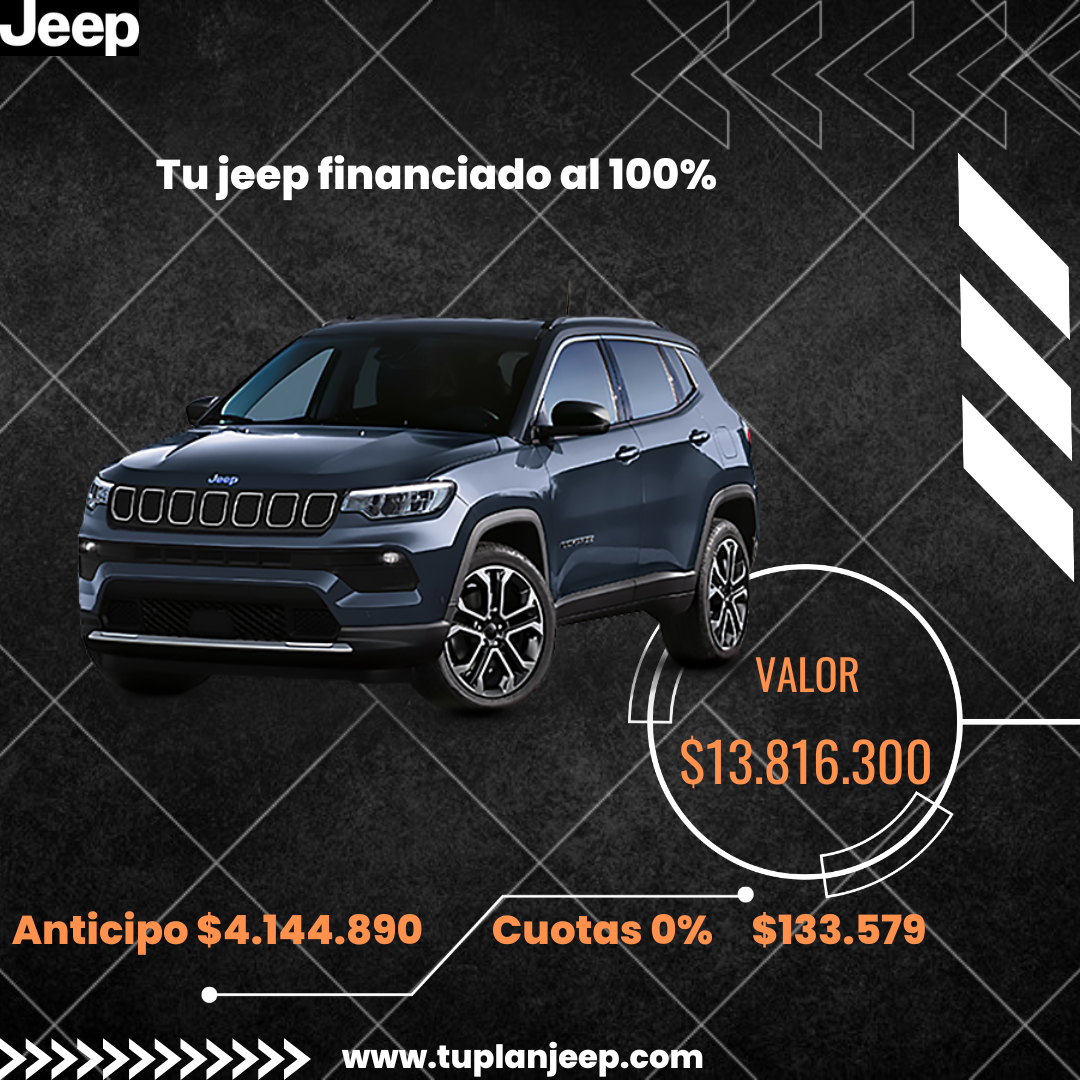 Jeep
Tu jeep financiado al 100%
Jeep
VALOR
$13.816.300
Anticipo $4.144.890
Cuotas 0% $133.579
www.tuplanjeep.com